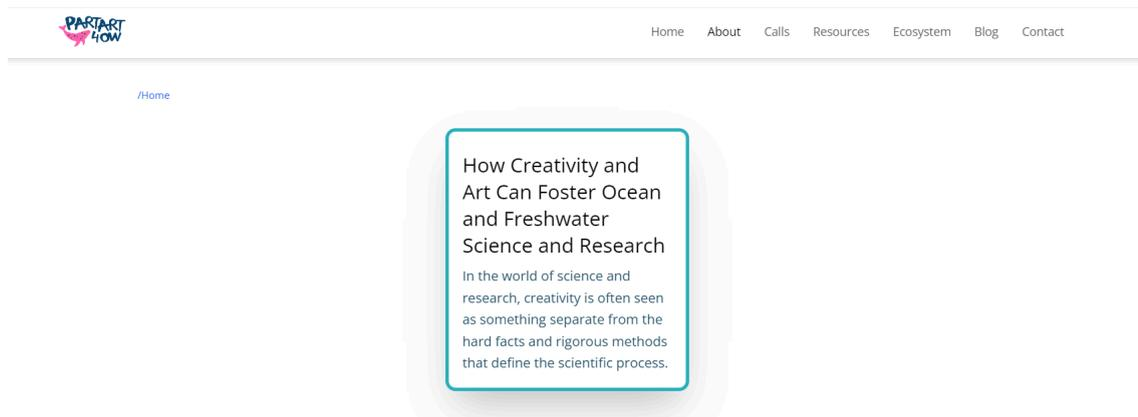 PARTART
4OW
Home About Calls Resources Ecosystem Blog Contact
/Home
How Creativity and
Art Can Foster Ocean
and Freshwater
Science and Research
In the world of science and
research, creativity is often seen
as something separate from the
hard facts and rigorous methods
that define the scientific process.